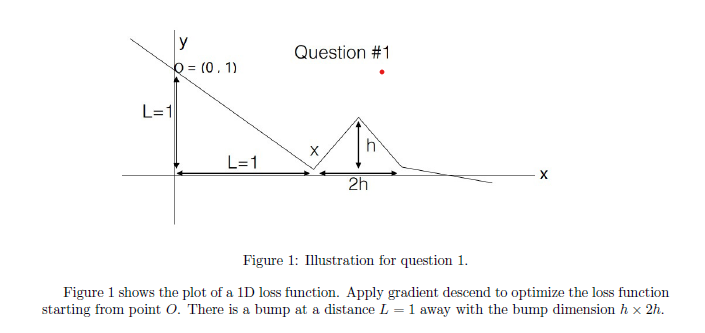 y
Question #1
O = (0 , 1)
L=1
x
h
L=1
x
2h
Figure 1: Illustration for question 1.
Figure 1 shows the plot of a 1D loss function. Apply gradient descend to optimize the loss function
starting from point O. There is a bump at a distance L = 1 away with the bump dimension h × 2h.